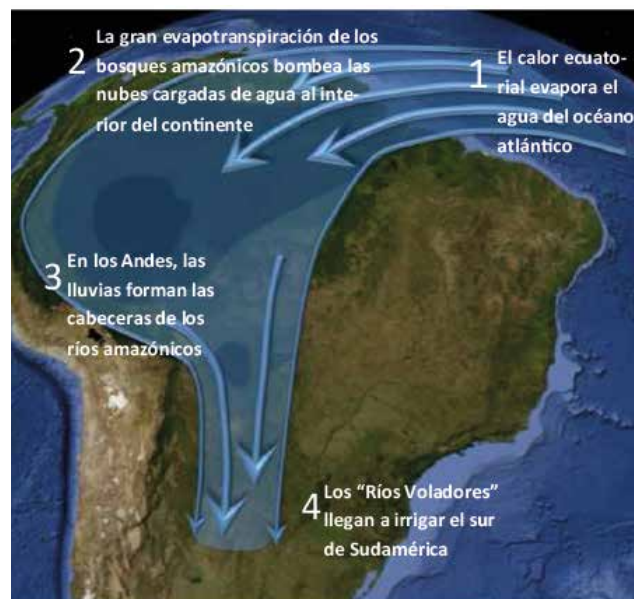 1
El calor ecuato-
rial evapora el
agua del océano
atlántico
2
La gran evapotranspiración de los
bosques amazónicos bombea las
nubes cargadas de agua al inte-
rior del continente
3
En los Andes, las
lluvias forman las
cabeceras de los
ríos amazónicos
4
Los “Ríos Voladores”
llegan a irrigar el sur
de Sudamérica